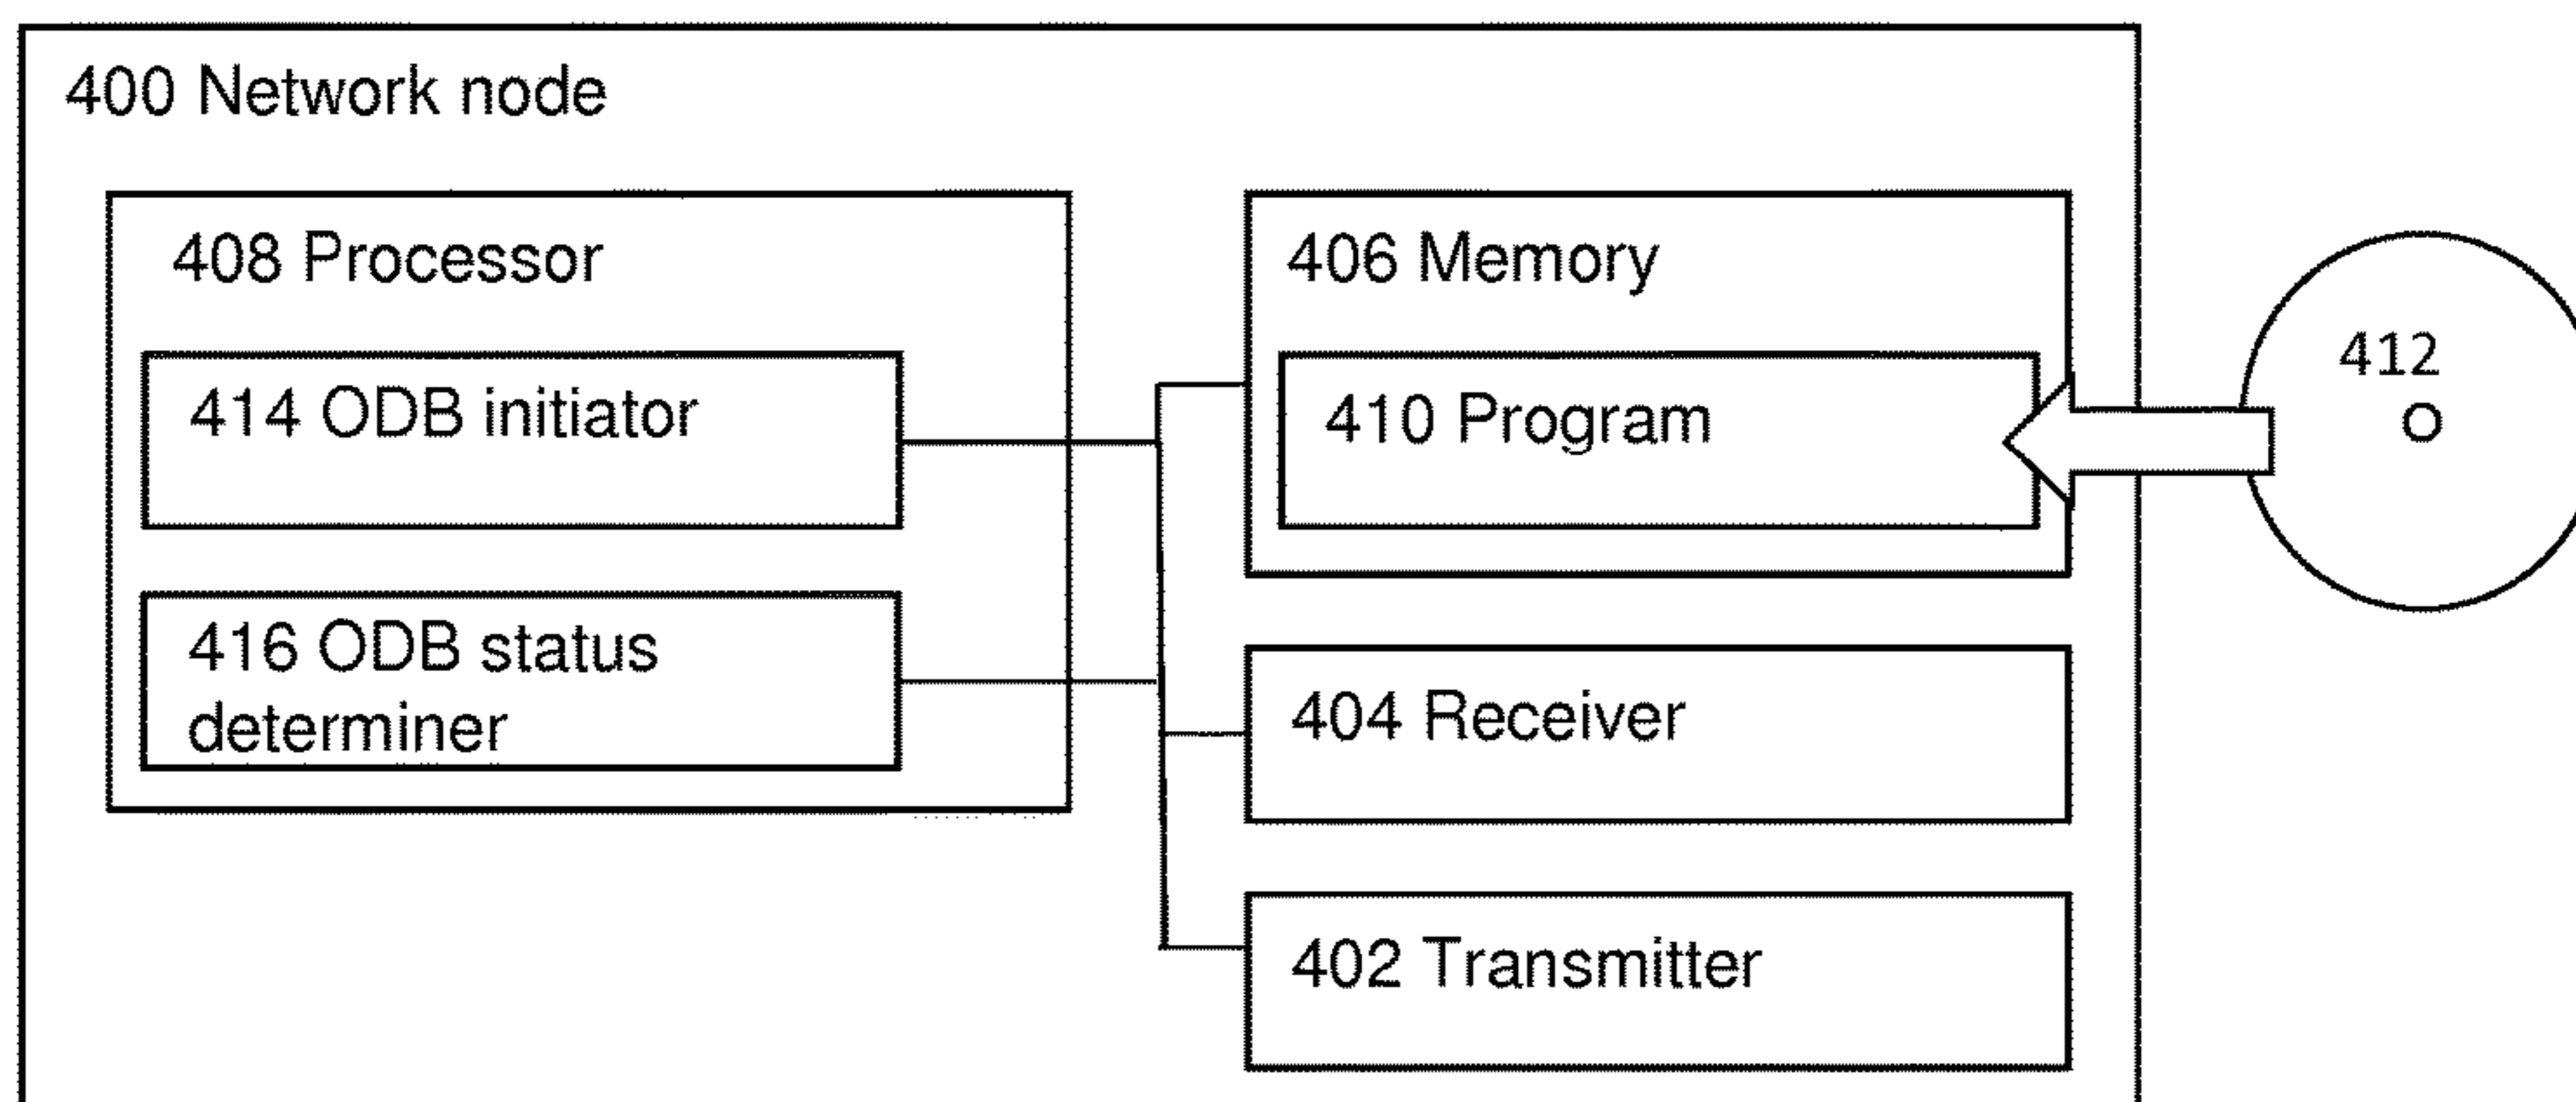 400 Network node
408 Processor
414 ODB initiator
416 ODB status
determiner
406 Memory
410 Program
404 Receiver
402 Transmitter
412